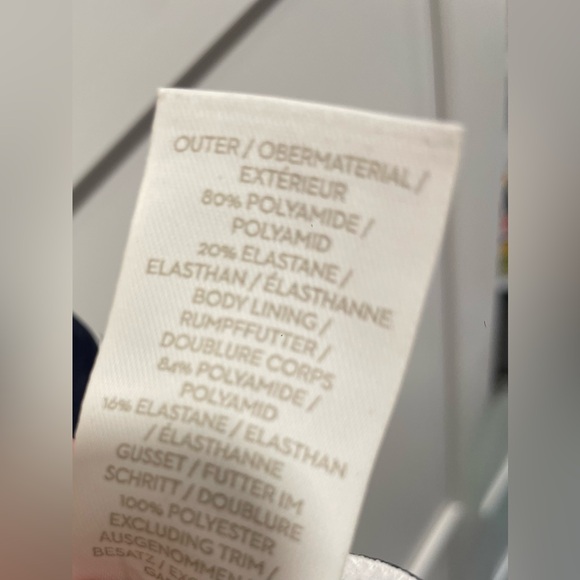 OUTER / OBERMATERIAL /
EXTÉRIEUR
80% POLYAMIDE /
POLYAMID
20% ELASTANE /
ELASTHAN / ÉLASTHANNE
BODY LINING /
RUMPFFUTTER /
DOUBLURE CORPS
84% POLYAMIDE /
POLYAMID
16% ELASTANE / ELASTHAN
/ ÉLASTHANNE
GUSSET / FUTTER IM
SCHRITT / DOUBLURE
100% POLYESTER
EXCLUDING TRIM /
AUSGENOMMEN
BESATZ /